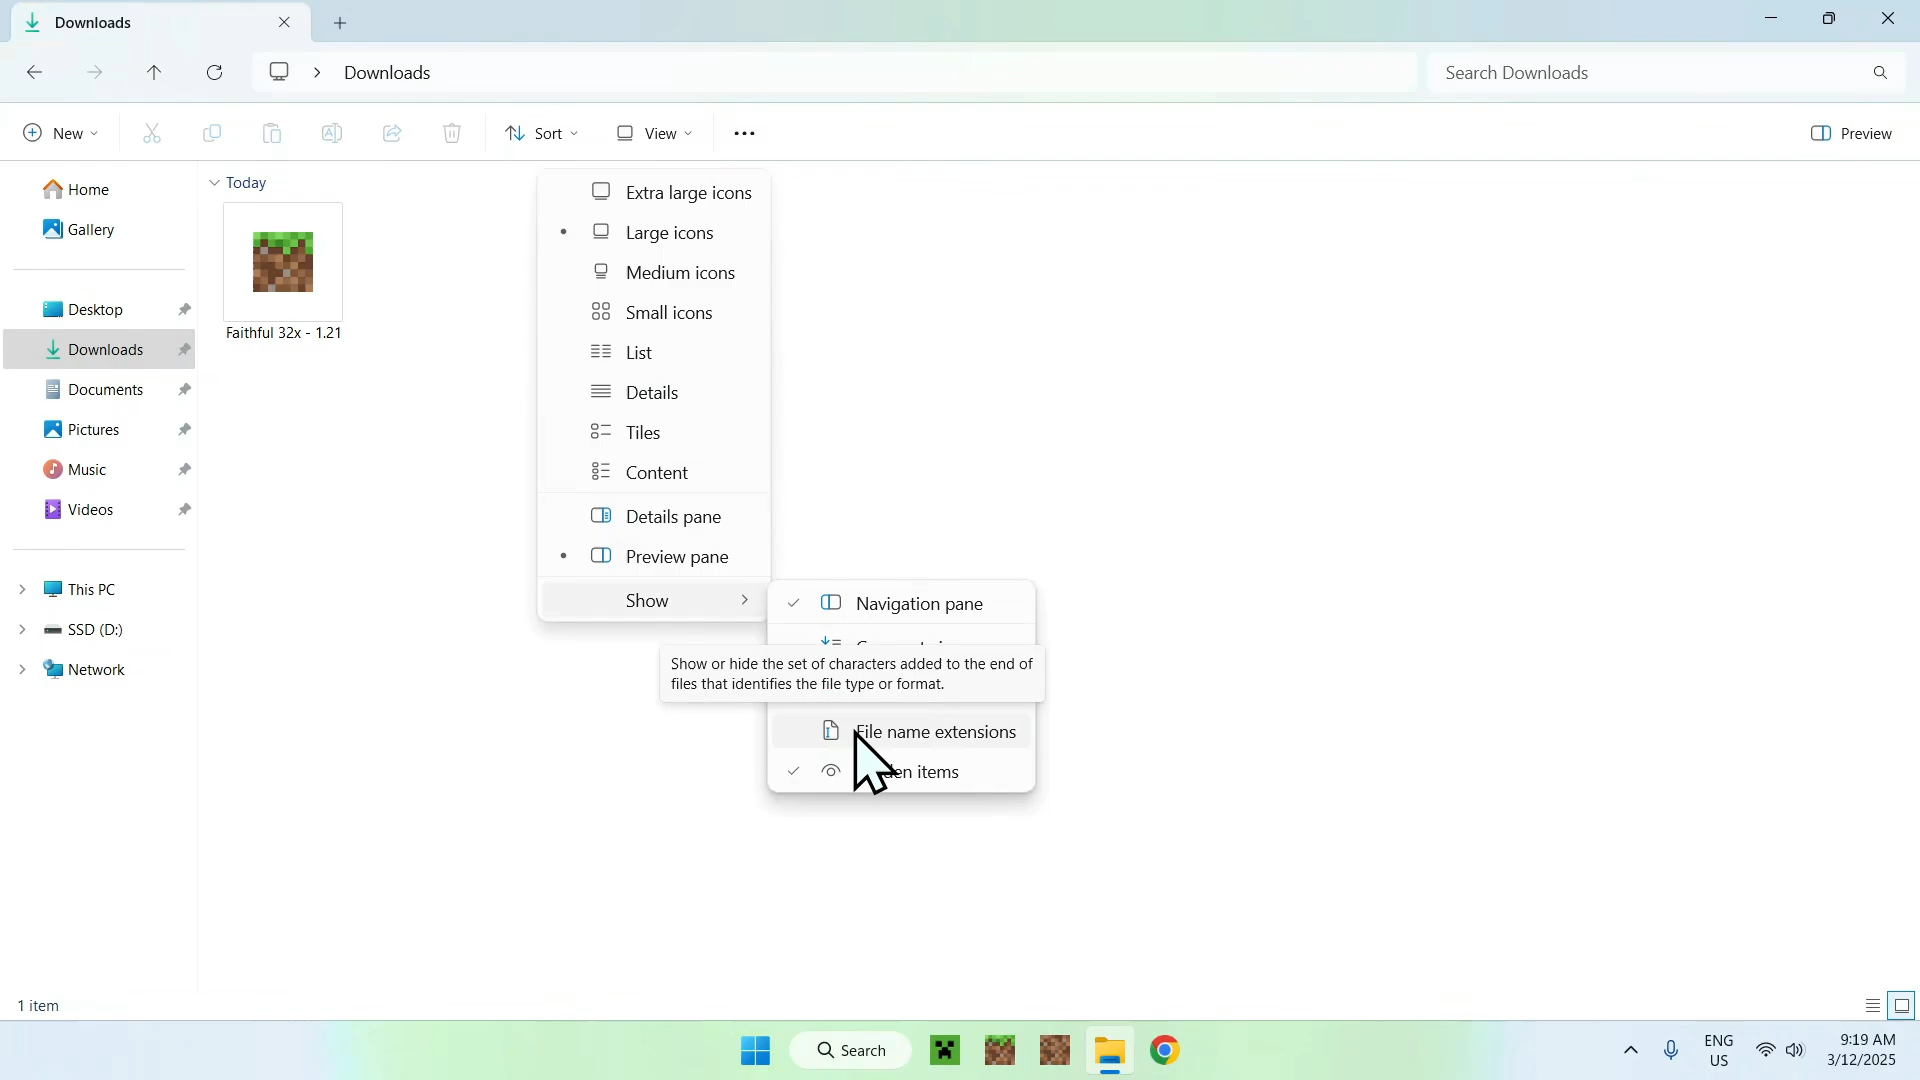 Downloads
Downloads
Search Downloads
New
Sort
View
Preview
Home
Gallery
Desktop
Downloads
Documents
Pictures
Music
Videos
This PC
SSD (D:)
Network
Today
Faithful 32x - 1.21
Extra large icons
Large icons
Medium icons
Small icons
List
Details
Tiles
Content
Details pane
Preview pane
Show
Navigation pane
Show or hide the set of characters added to the end of
files that identifies the file type or format.
File name extensions
items
1 item
Search
ENG
US
9:19 AM
3/12/2025